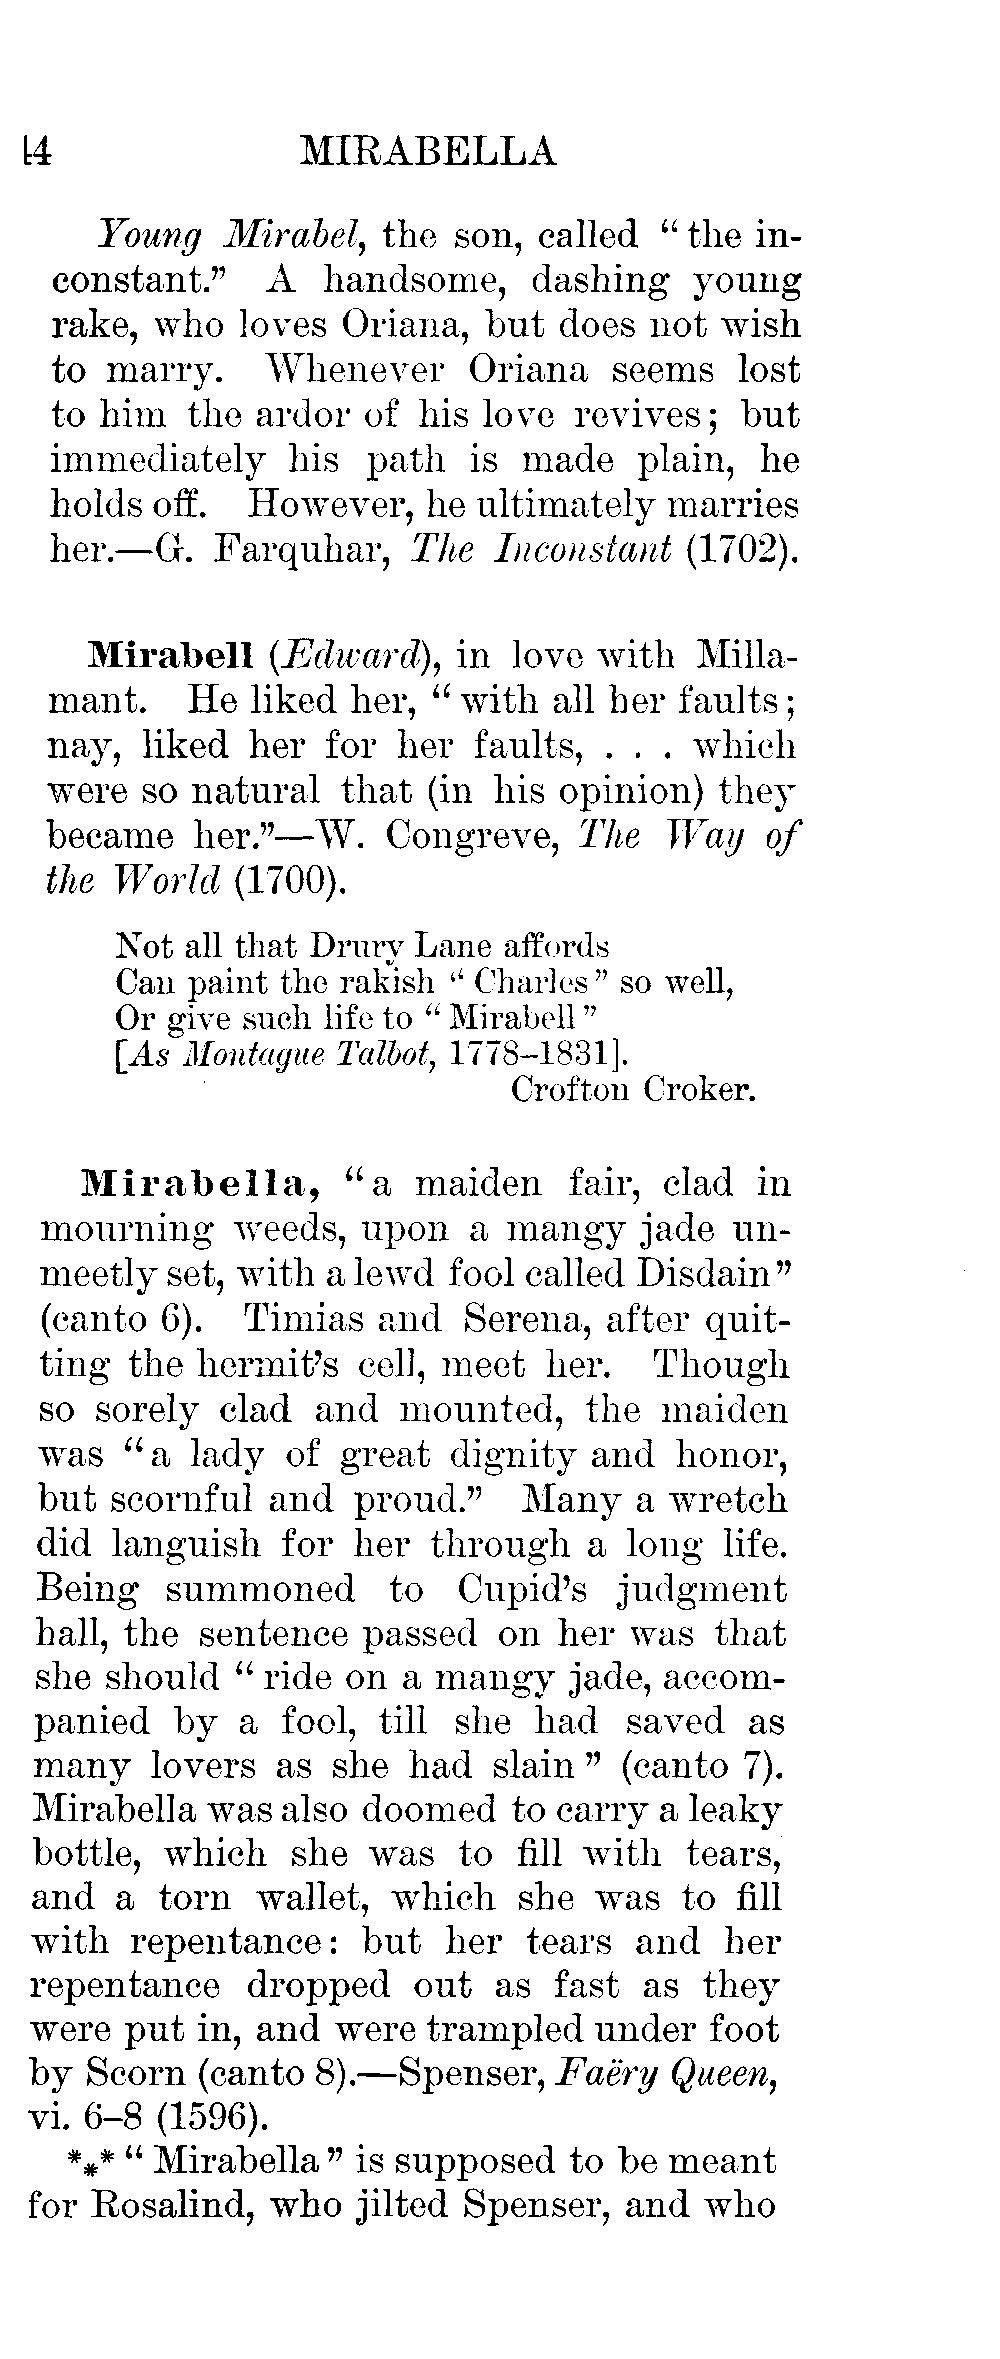 14 MIRABELLA
Young Mirabel, the son, called “the in-
constant.” A handsome, dashing young
rake, who loves Oriana, but does not wish
to marry. Whenever Oriana seems lost
to him the ardor of his love revives; but
immediately his path is made plain, he
holds off. However, he ultimately marries
her.—G. Farquhar, The Inconstant (1702).
Mirabell (Edward), in love with Milla-
mant. He liked her, “with all her faults;
nay, liked her for her faults, . . . which
were so natural that (in his opinion) they
became her.”—W. Congreve, The Way of
the World (1700).
Not all that Drury Lane affords
Can paint the rakish “Charles” so well,
Or give such life to “Mirabell”
[As Montague Talbot, 1778–1831].
Crofton Croker.
Mirabella, “a maiden fair, clad in
mourning weeds, upon a mangy jade un-
meetly set, with a lewd fool called Disdain”
(canto 6). Timias and Serena, after quit-
ting the hermit’s cell, meet her. Though
so sorely clad and mounted, the maiden
was “a lady of great dignity and honor,
but scornful and proud.” Many a wretch
did languish for her through a long life.
Being summoned to Cupid’s judgment
hall, the sentence passed on her was that
she should “ride on a mangy jade, accom-
panied by a fool, till she had saved as
many lovers as she had slain” (canto 7).
Mirabella was also doomed to carry a leaky
bottle, which she was to fill with tears,
and a torn wallet, which she was to fill
with repentance: but her tears and her
repentance dropped out as fast as they
were put in, and were trampled under foot
by Scorn (canto 8).—Spenser, Faëry Queen,
vi. 6–8 (1596).
*⁎* “Mirabella” is supposed to be meant
for Rosalind, who jilted Spenser, and who